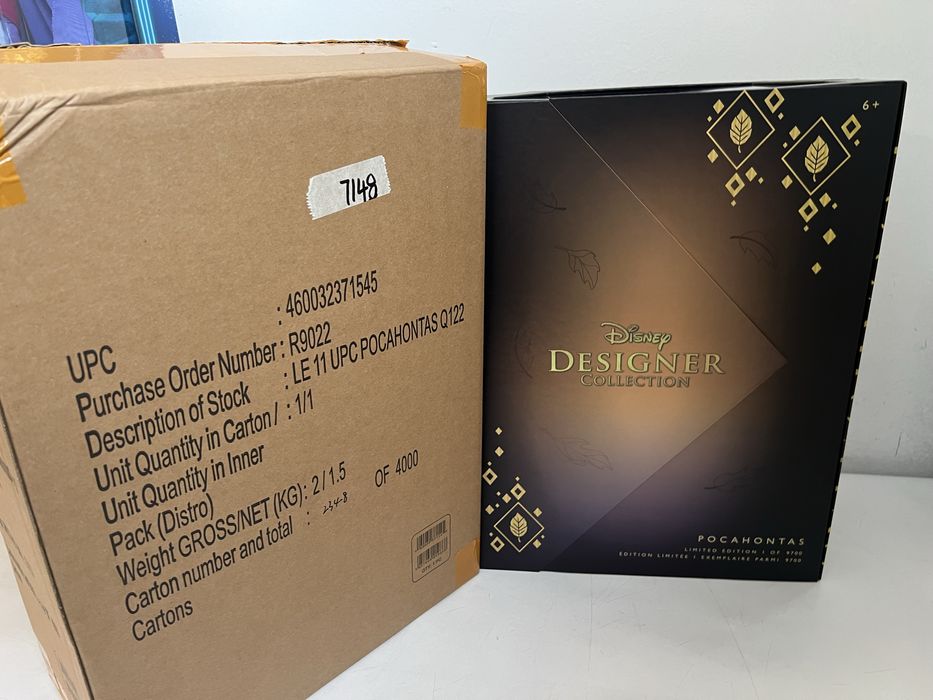 7148
UPC : 460032371545
Purchase Order Number : R9022
Description of Stock : LE 11 UPC POCAHONTAS Q122
Unit Quantity in Carton / : 1/1
Unit Quantity in Inner
Pack (Distro)
Weight GROSS/NET (KG): 2 / 1.5
Carton number and total : 2348 OF 4000
Cartons
6+
Disney
DESIGNER
COLLECTION
POCAHONTAS
LIMITED EDITION 1 OF 9700
EDITION LIMITÉE 1 EXEMPLAIRE PARMI 9700